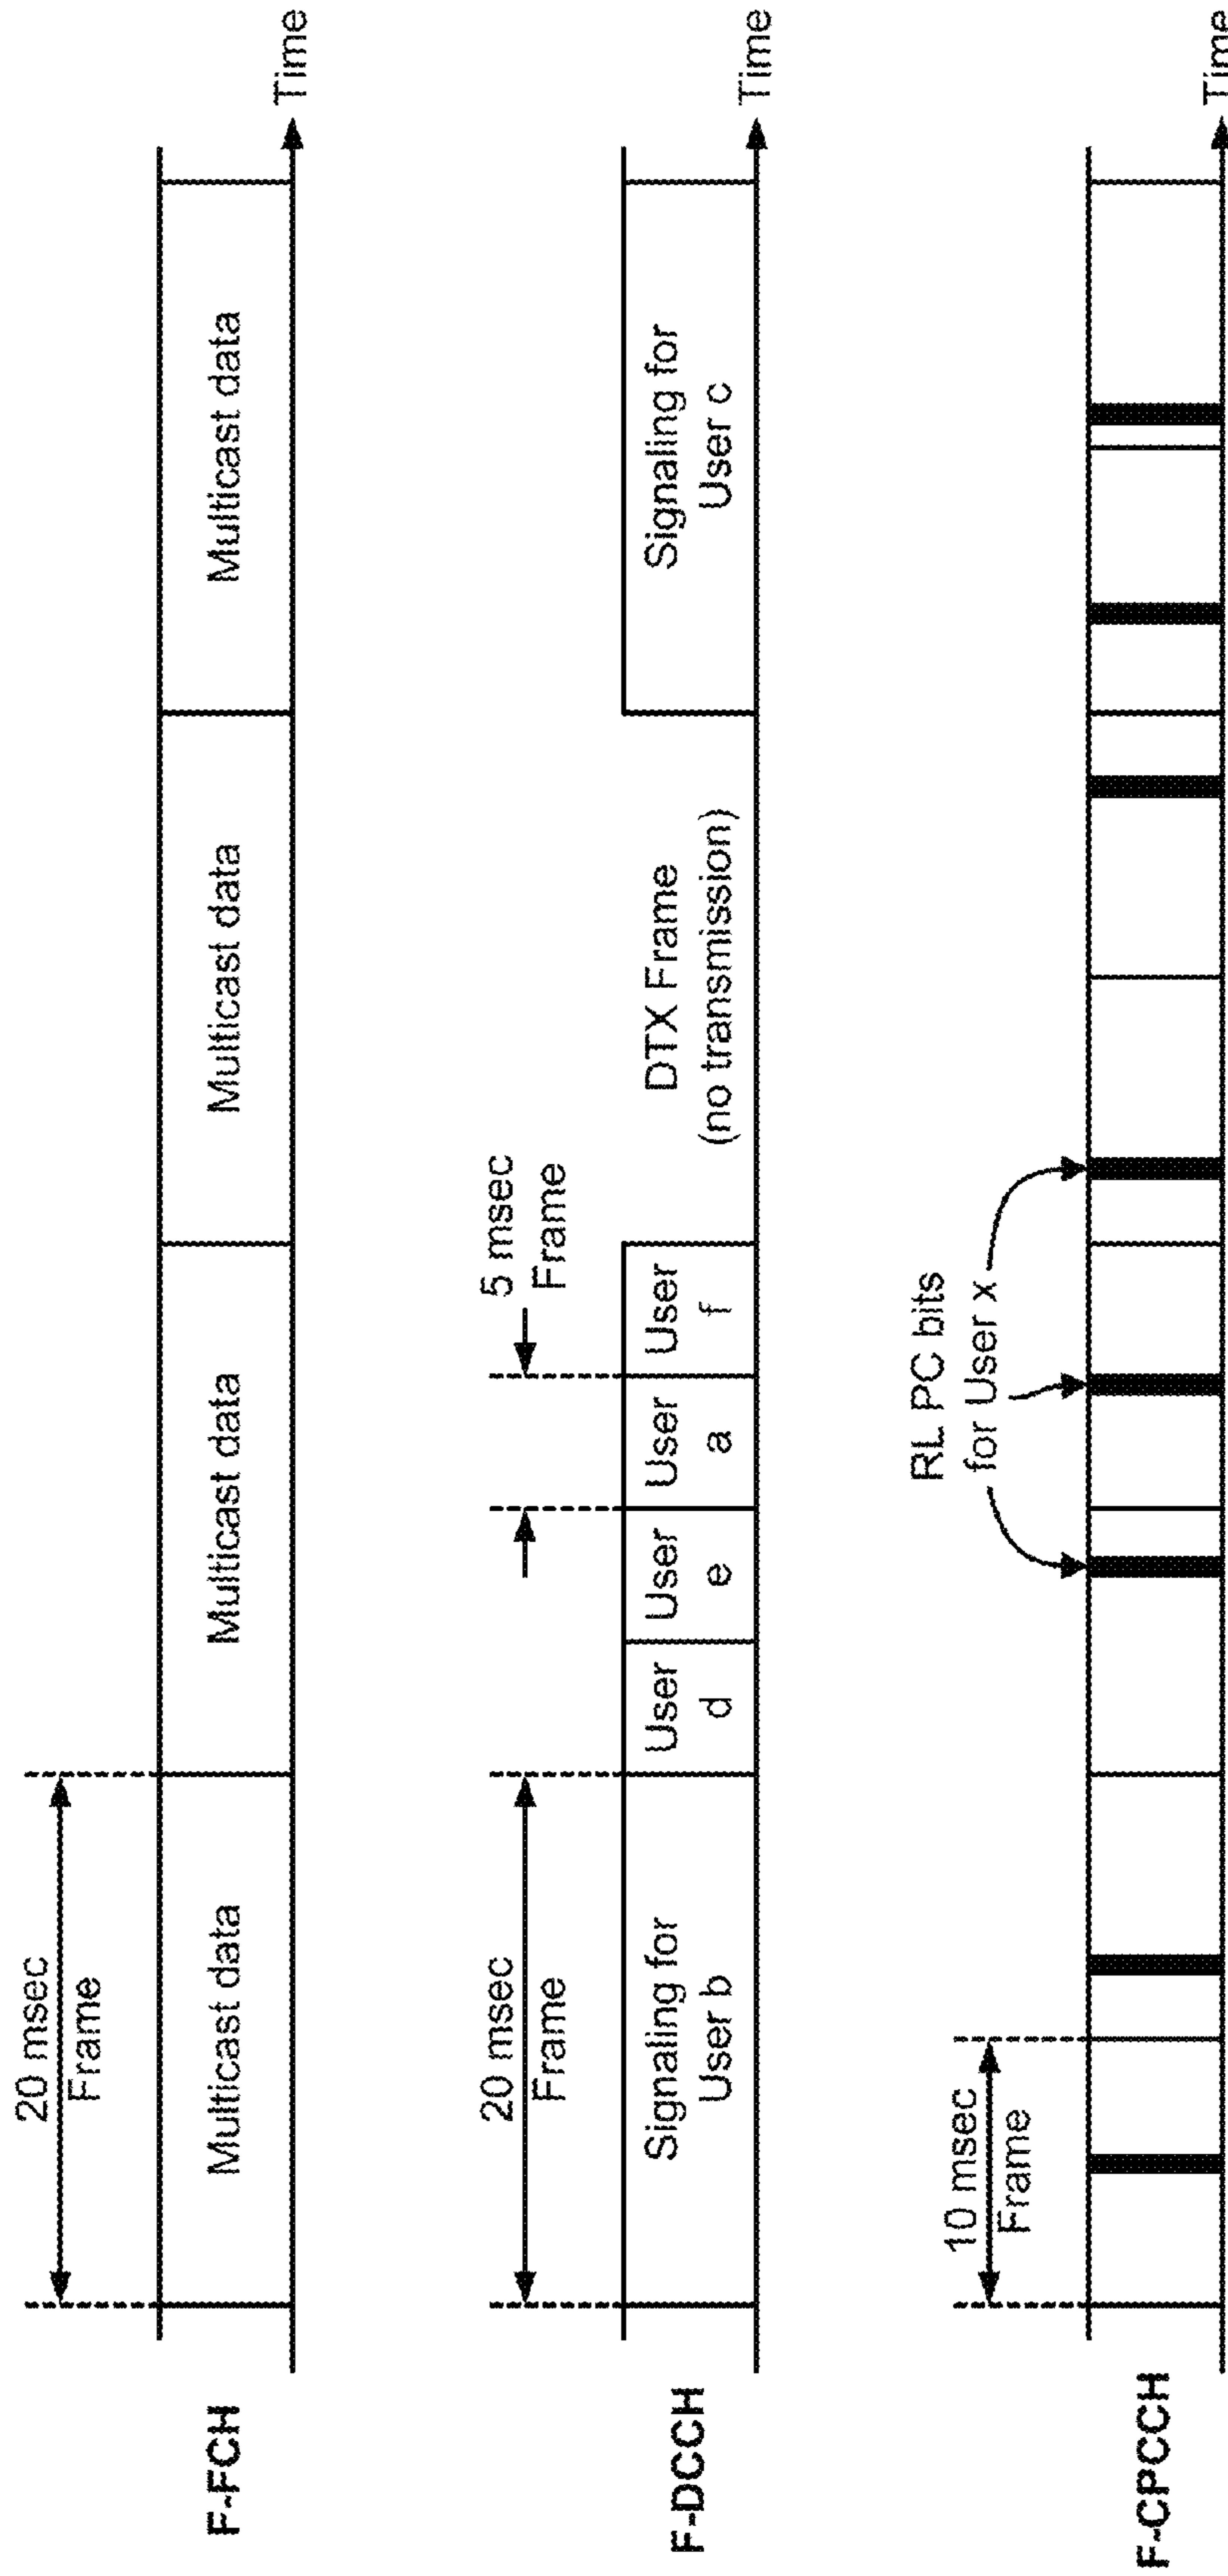 20 msec
Frame
F-FCH
Multicast data
Multicast data
Multicast data
Multicast data
Time
20 msec
Frame
5 msec
Frame
F-DCCH
Signaling for
User b
User
d
User
e
User
a
User
f
DTX Frame
(no transmission)
Signaling for
User c
Time
10 msec
Frame
RL PC bits
for User x
F-CPCCH
Time